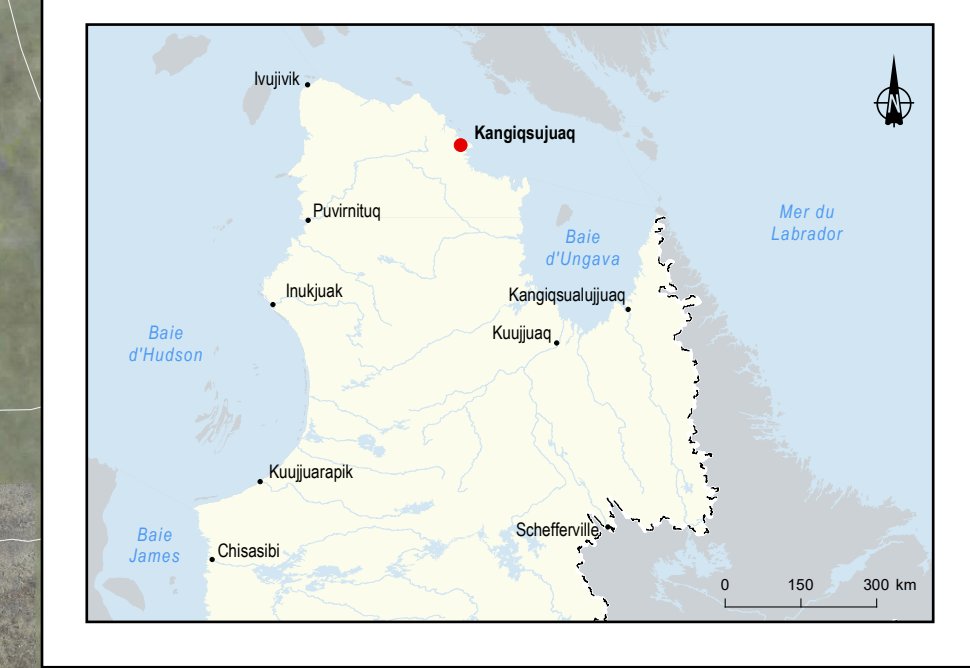 Ivujivik
N
Kangiqsujuaq
Puvirnituq
Mer du
Labrador
Baie
d'Ungava
Inukjuak
Kangiqsualujjuaq
Baie
d'Hudson
Kuujjuaq
Kuujjuarapik
Schefferville
Baie
James
Chisasibi
0 150 300 km